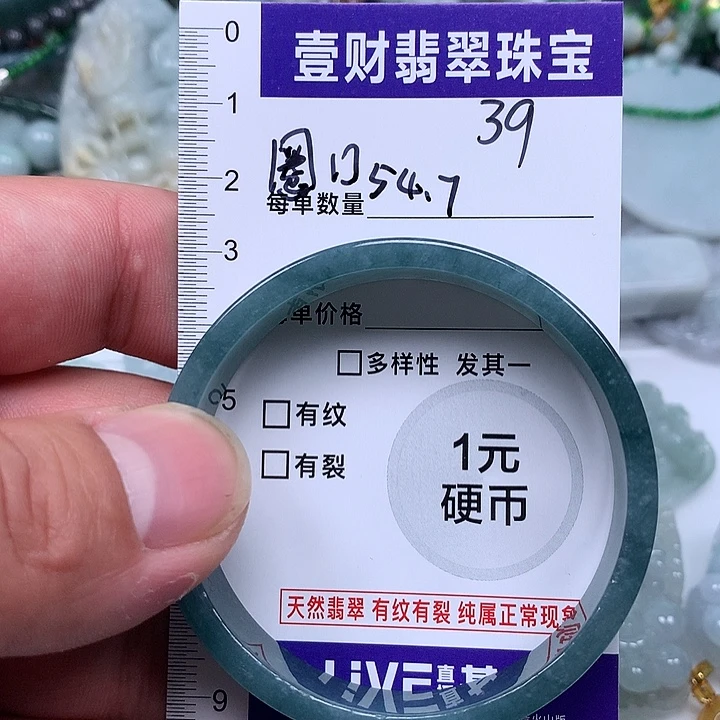 0
壹财翡翠珠宝
39
1
圈口54.7
2
每单数量
3
单价格
□多样性 发其一
5
□有纹
□有裂
1元
硬币
天然翡翠 有纹有裂 纯属正常现象
LiVE
9